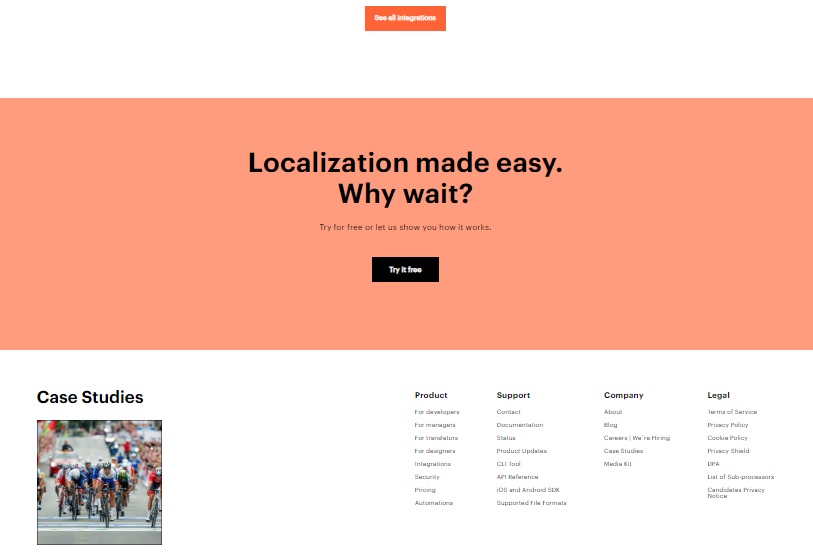 See all integrations
Localization made easy.
Why wait?
Try for free or let us show you how it works.
Try it free
Case Studies
Product
For developers
For managers
For translators
For designers
Integrations
Security
Pricing
Automations
Support
Contact
Documentation
Status
Product Updates
CLI Tool
API Reference
iOS and Android SDK
Supported File Formats
Company
About
Blog
Careers | We're Hiring
Case Studies
Media Kit
Legal
Terms of Service
Privacy Policy
Cookie Policy
Privacy Shield
DPA
List of Sub-processors
Candidates Privacy
Notice